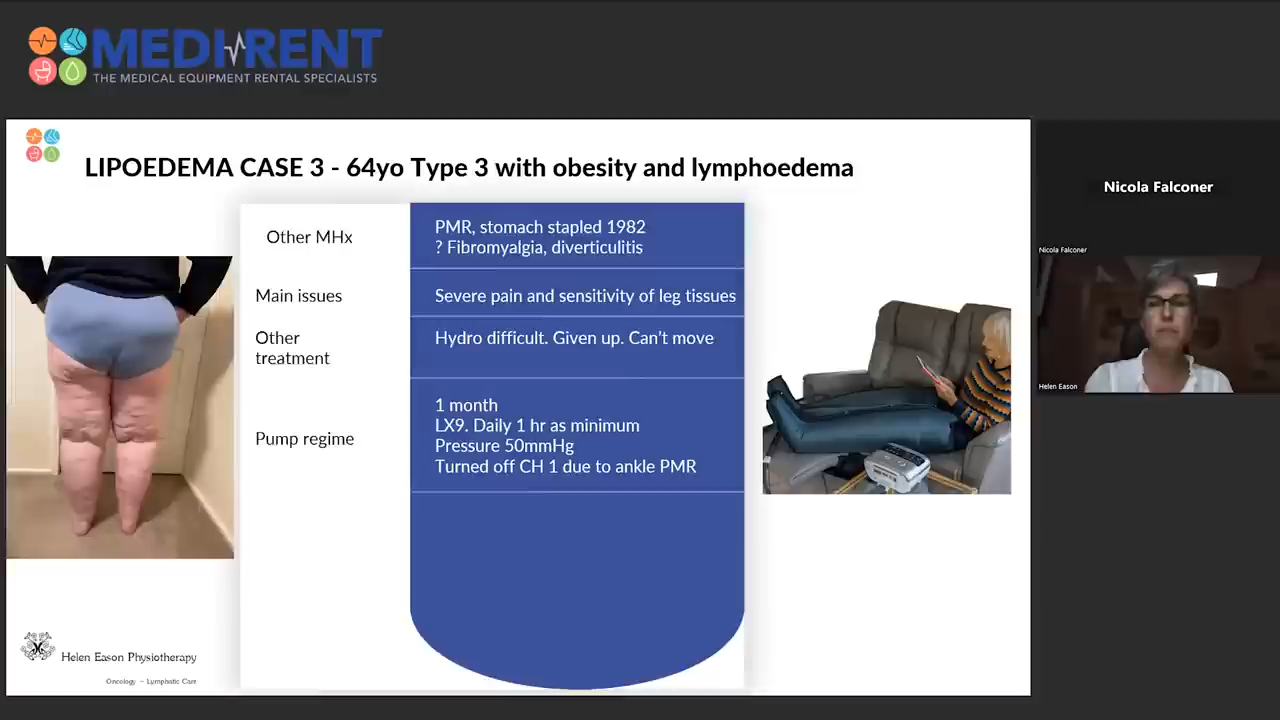 MEDI RENT
THE MEDICAL EQUIPMENT RENTAL SPECIALISTS
LIPOEDEMA CASE 3 - 64yo Type 3 with obesity and lymphoedema
Other MHx
PMR, stomach stapled 1982
? Fibromyalgia, diverticulitis
Main issues
Severe pain and sensitivity of leg tissues
Other
treatment
Hydro difficult. Given up. Can't move
Pump regime
1 month
LX9. Daily 1 hr as minimum
Pressure 50mmHg
Turned off CH 1 due to ankle PMR
Helen Eason Physiotherapy
Oncology – Lymphatic Care
Nicola Falconer
Nicola Falconer
Helen Eason